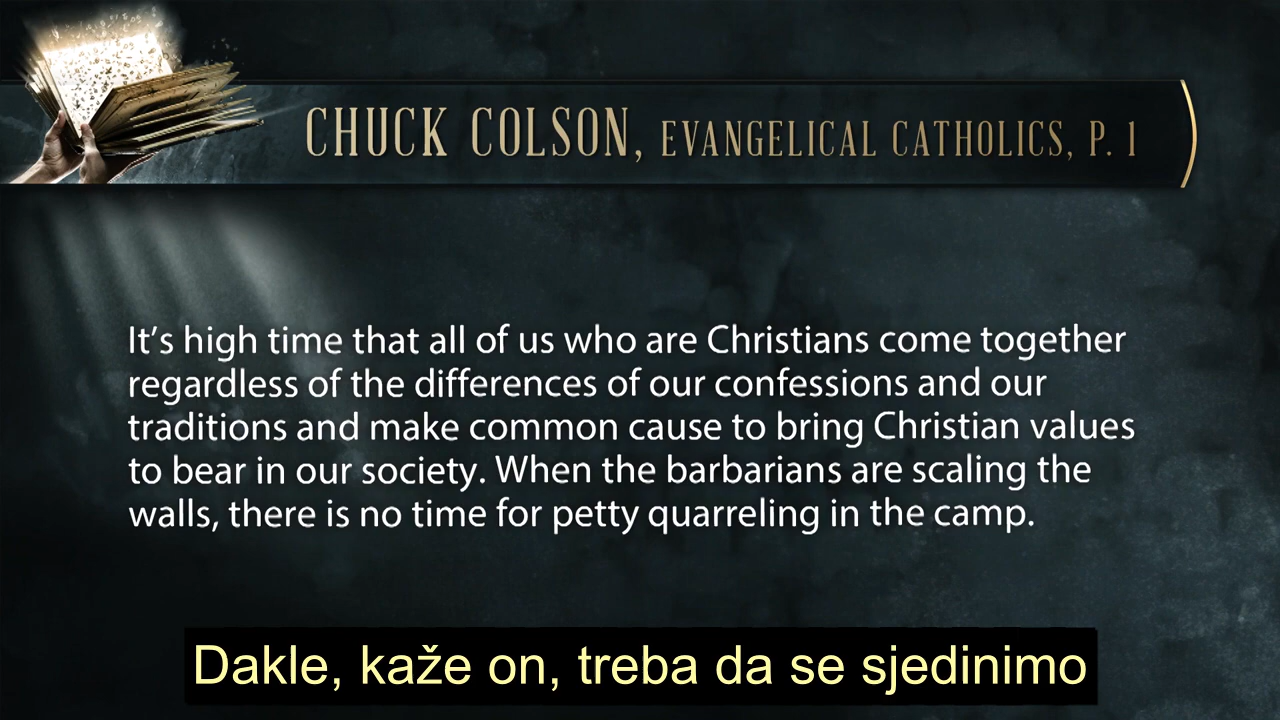 CHUCK COLSON, EVANGELICAL CATHOLICS, P. 1
It's high time that all of us who are Christians come together
regardless of the differences of our confessions and our
traditions and make common cause to bring Christian values
to bear in our society. When the barbarians are scaling the
walls, there is no time for petty quarreling in the camp.
Dakle, kaže on, treba da se sjedinimo